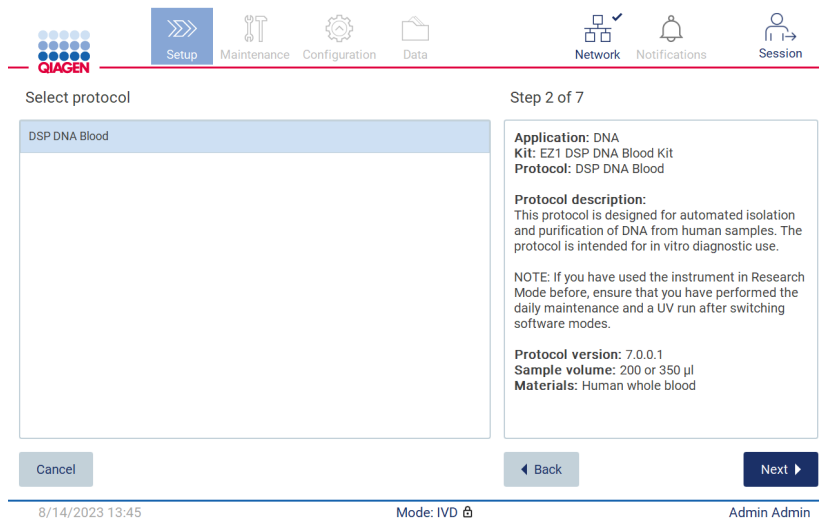 QIAGEN
Setup
Maintenance
Configuration
Data
Network
Notifications
Session
Select protocol
Step 2 of 7
DSP DNA Blood
Application: DNA
Kit: EZ1 DSP DNA Blood Kit
Protocol: DSP DNA Blood
Protocol description:
This protocol is designed for automated isolation
and purification of DNA from human samples. The
protocol is intended for in vitro diagnostic use.
NOTE: If you have used the instrument in Research
Mode before, ensure that you have performed the
daily maintenance and a UV run after switching
software modes.
Protocol version: 7.0.0.1
Sample volume: 200 or 350 µl
Materials: Human whole blood
Cancel
Back
Next
8/14/2023 13:45
Mode: IVD
Admin Admin